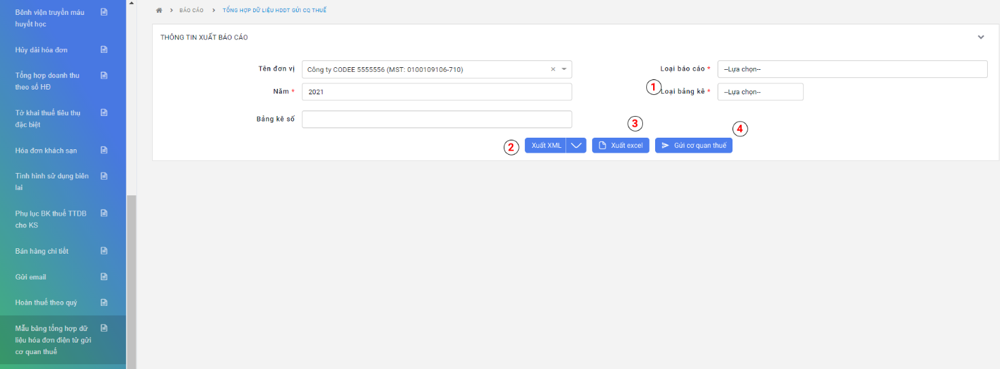 Bệnh viện truyền máu
huyết học
Hủy dải hóa đơn
Tổng hợp doanh thu
theo số HĐ
Tờ khai thuế tiêu thụ
đặc biệt
Hóa đơn khách sạn
Tình hình sử dụng biên
lai
Phụ lục BK thuế TTDB
cho KS
Bán hàng chi tiết
Gửi email
Hoàn thuế theo quý
Mẫu bảng tổng hợp dữ
liệu hóa đơn điện tử gửi
cơ quan thuế
BÁO CÁO > TỔNG HỢP DỮ LIỆU HDDT GỬI CQ THUẾ
THÔNG TIN XUẤT BÁO CÁO
Tên đơn vị Công ty CODEE 5555556 (MST: 0100109106-710) × Loại báo cáo * --Lựa chọn--
Năm * 2021 1 Loại bảng kê * --Lựa chọn--
Bảng kê số
3 4
2 Xuất XML Xuất excel Gửi cơ quan thuế